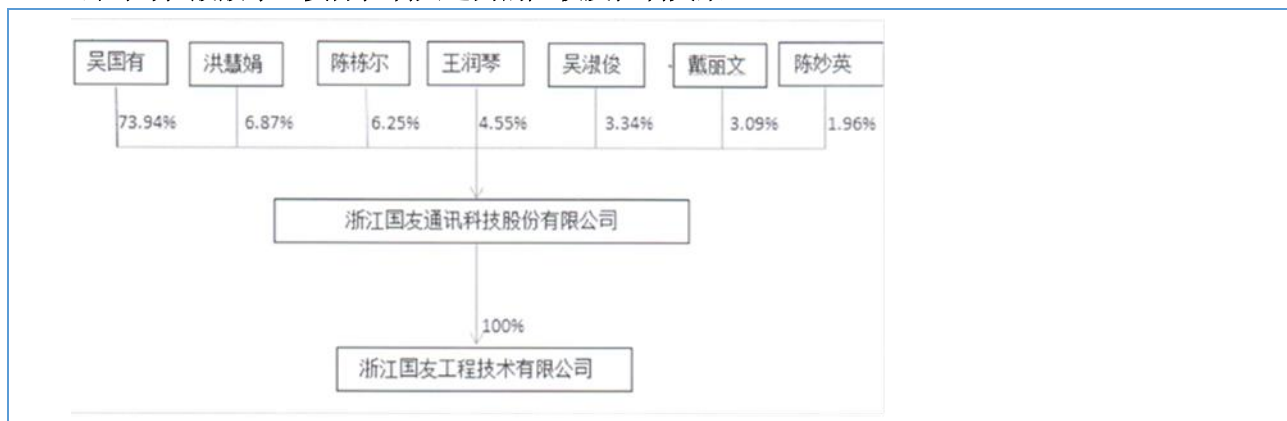 吴国有 洪慧娟 陈栋尔 王润琴 吴淑俊 戴丽文 陈妙英
73.94% 6.87% 6.25% 4.55% 3.34% 3.09% 1.96%
浙江国友通讯科技股份有限公司
100%
浙江国友工程技术有限公司